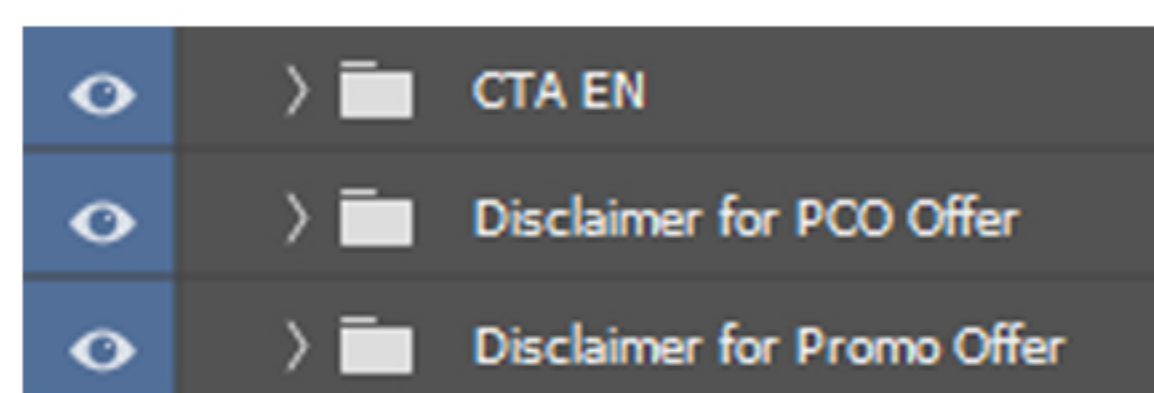 CTA EN
Disclaimer for PCO Offer
Disclaimer for Promo Offer